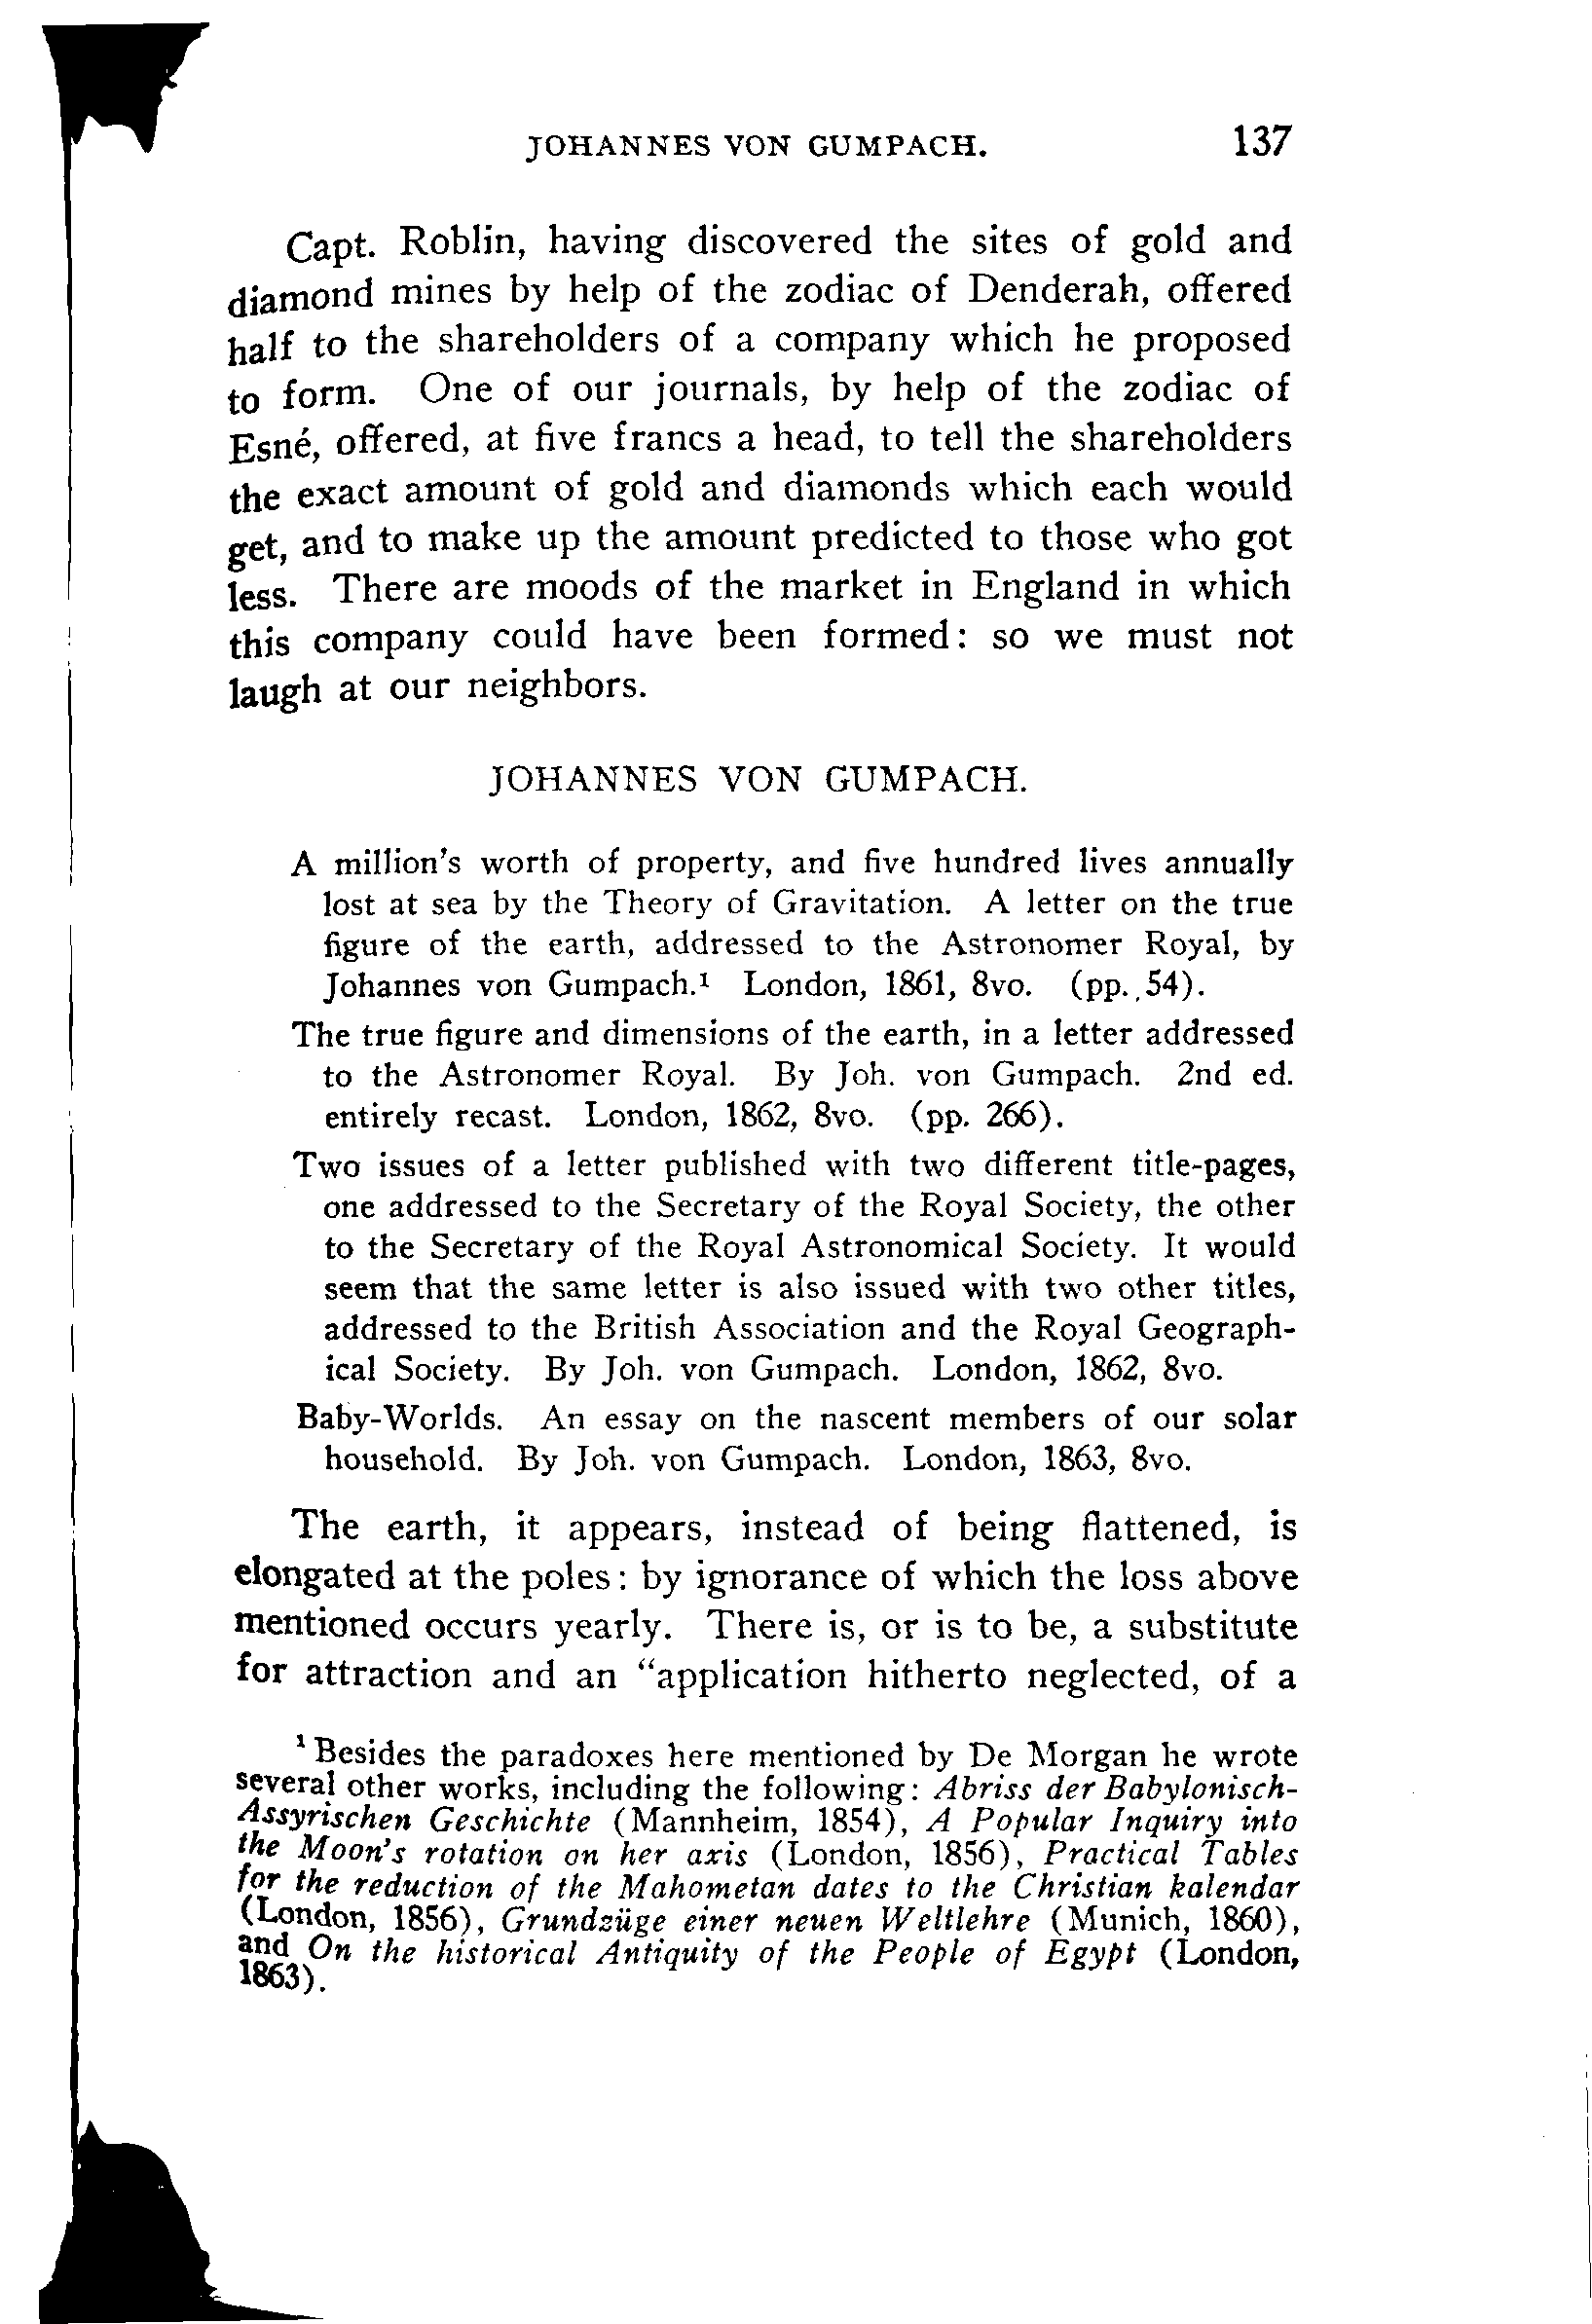 JOHANNES VON GUMPACH. 137
Capt. Roblin, having discovered the sites of gold and
diamond mines by help of the zodiac of Denderah, offered
half to the shareholders of a company which he proposed
to form. One of our journals, by help of the zodiac of
Esné, offered, at five francs a head, to tell the shareholders
the exact amount of gold and diamonds which each would
get, and to make up the amount predicted to those who got
less. There are moods of the market in England in which
this company could have been formed: so we must not
laugh at our neighbors.
JOHANNES VON GUMPACH.
A million's worth of property, and five hundred lives annually
lost at sea by the Theory of Gravitation. A letter on the true
figure of the earth, addressed to the Astronomer Royal, by
Johannes von Gumpach.¹ London, 1861, 8vo. (pp. 54).
The true figure and dimensions of the earth, in a letter addressed
to the Astronomer Royal. By Joh. von Gumpach. 2nd ed.
entirely recast. London, 1862, 8vo. (pp. 266).
Two issues of a letter published with two different title-pages,
one addressed to the Secretary of the Royal Society, the other
to the Secretary of the Royal Astronomical Society. It would
seem that the same letter is also issued with two other titles,
addressed to the British Association and the Royal Geograph-
ical Society. By Joh. von Gumpach. London, 1862, 8vo.
Baby-Worlds. An essay on the nascent members of our solar
household. By Joh. von Gumpach. London, 1863, 8vo.
The earth, it appears, instead of being flattened, is
elongated at the poles: by ignorance of which the loss above
mentioned occurs yearly. There is, or is to be, a substitute
for attraction and an "application hitherto neglected, of a
¹ Besides the paradoxes here mentioned by De Morgan he wrote
several other works, including the following: Abriss der Babylonisch-
Assyrischen Geschichte (Mannheim, 1854), A Popular Inquiry into
the Moon's rotation on her axis (London, 1856), Practical Tables
for the reduction of the Mahometan dates to the Christian kalendar
(London, 1856), Grundzüge einer neuen Weltlehre (Munich, 1860),
and On the historical Antiquity of the People of Egypt (London,
1863).